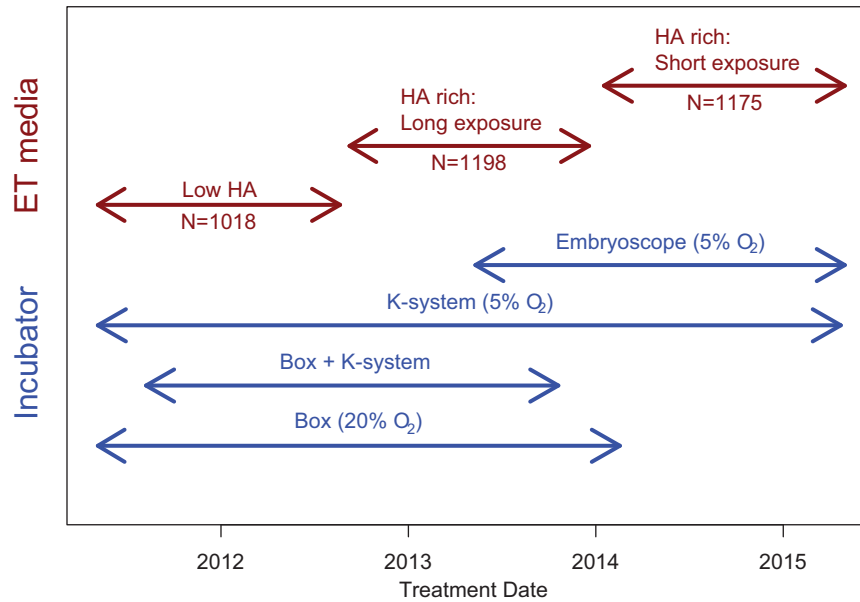 ET media
HA rich:
Short exposure
N=1175
HA rich:
Long exposure
N=1198
Low HA
N=1018
Incubator
Embryoscope (5% O₂)
K-system (5% O₂)
Box + K-system
Box (20% O₂)
2012 2013 2014 2015
Treatment Date